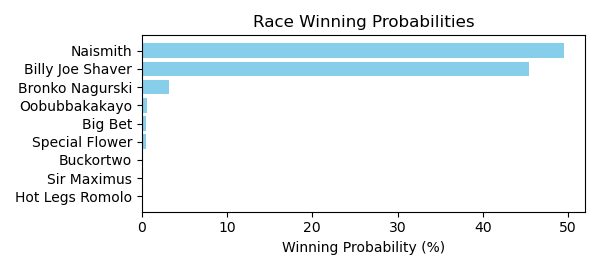 Race Winning Probabilities
Naismith
Billy Joe Shaver
Bronko Nagurski
Oobubbakakayo
Big Bet
Special Flower
Buckortwo
Sir Maximus
Hot Legs Romolo
0 10 20 30 40 50
Winning Probability (%)